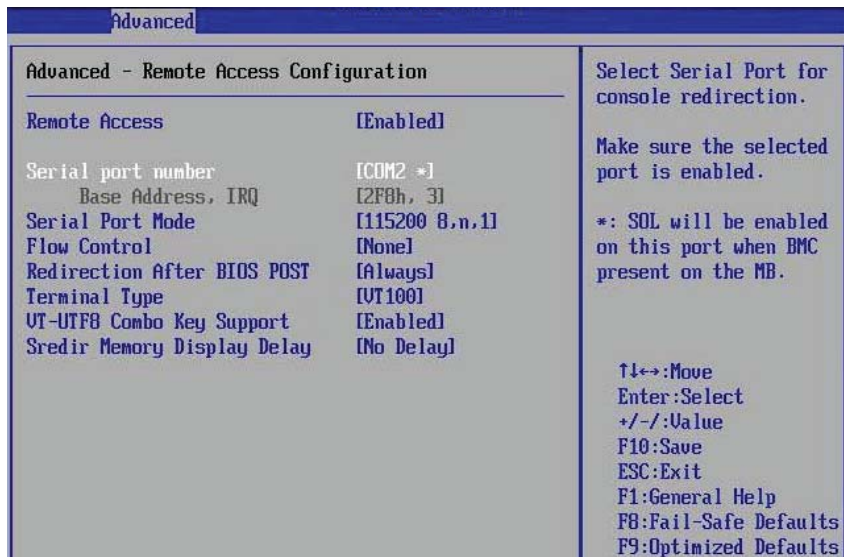 Advanced
Advanced - Remote Access Configuration
Remote Access [Enabled]
Serial port number [COM2 *]
Base Address, IRQ [2F8h, 3]
Serial Port Mode [115200 8,n,1]
Flow Control [None]
Redirection After BIOS POST [Always]
Terminal Type [VT100]
VT-UTF8 Combo Key Support [Enabled]
Sredir Memory Display Delay [No Delay]
Select Serial Port for
console redirection.
Make sure the selected
port is enabled.
*: SOL will be enabled
on this port when BMC
present on the MB.
↑↓←→:Move
Enter:Select
+/-/:Value
F10:Save
ESC:Exit
F1:General Help
F8:Fail-Safe Defaults
F9:Optimized Defaults